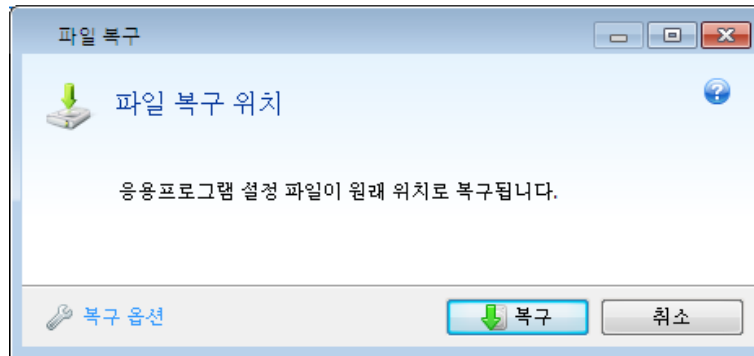 파일 복구
파일 복구 위치
응용프로그램 설정 파일이 원래 위치로 복구됩니다.
복구 옵션
복구
취소